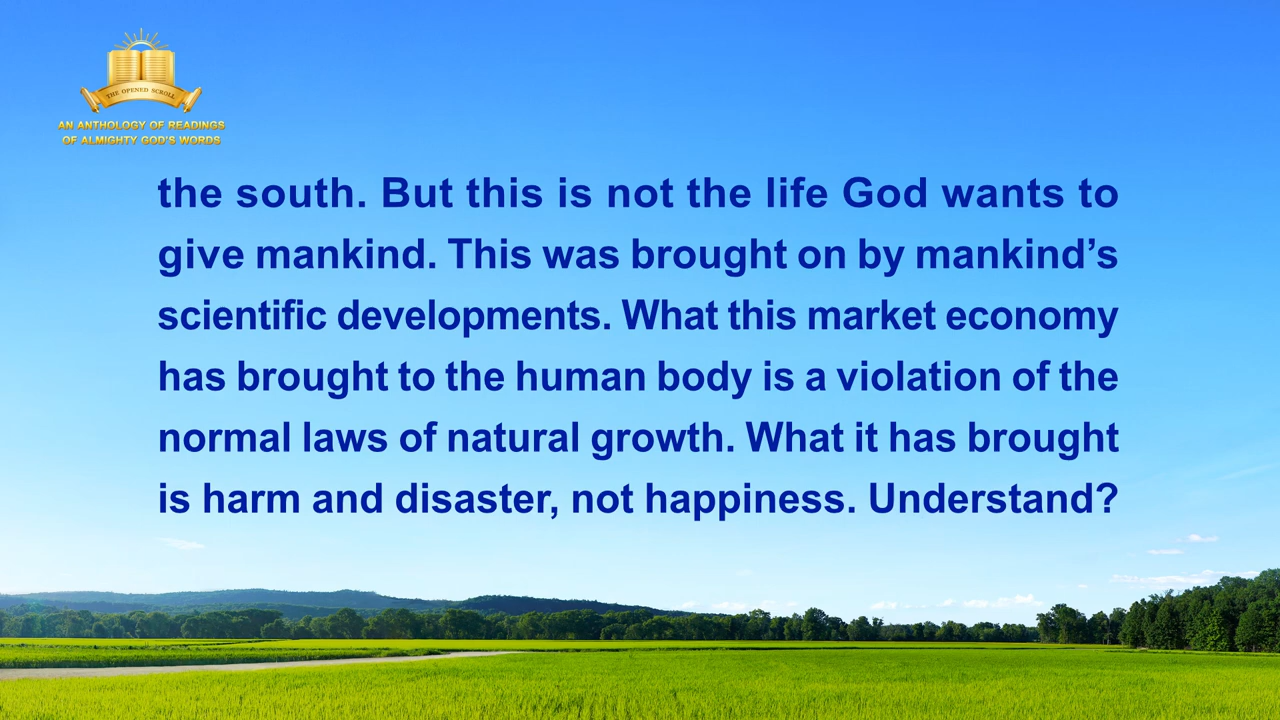 THE OPENED SCROLL
AN ANTHOLOGY OF READINGS
OF ALMIGHTY GOD'S WORDS
the south. But this is not the life God wants to
give mankind. This was brought on by mankind’s
scientific developments. What this market economy
has brought to the human body is a violation of the
normal laws of natural growth. What it has brought
is harm and disaster, not happiness. Understand?